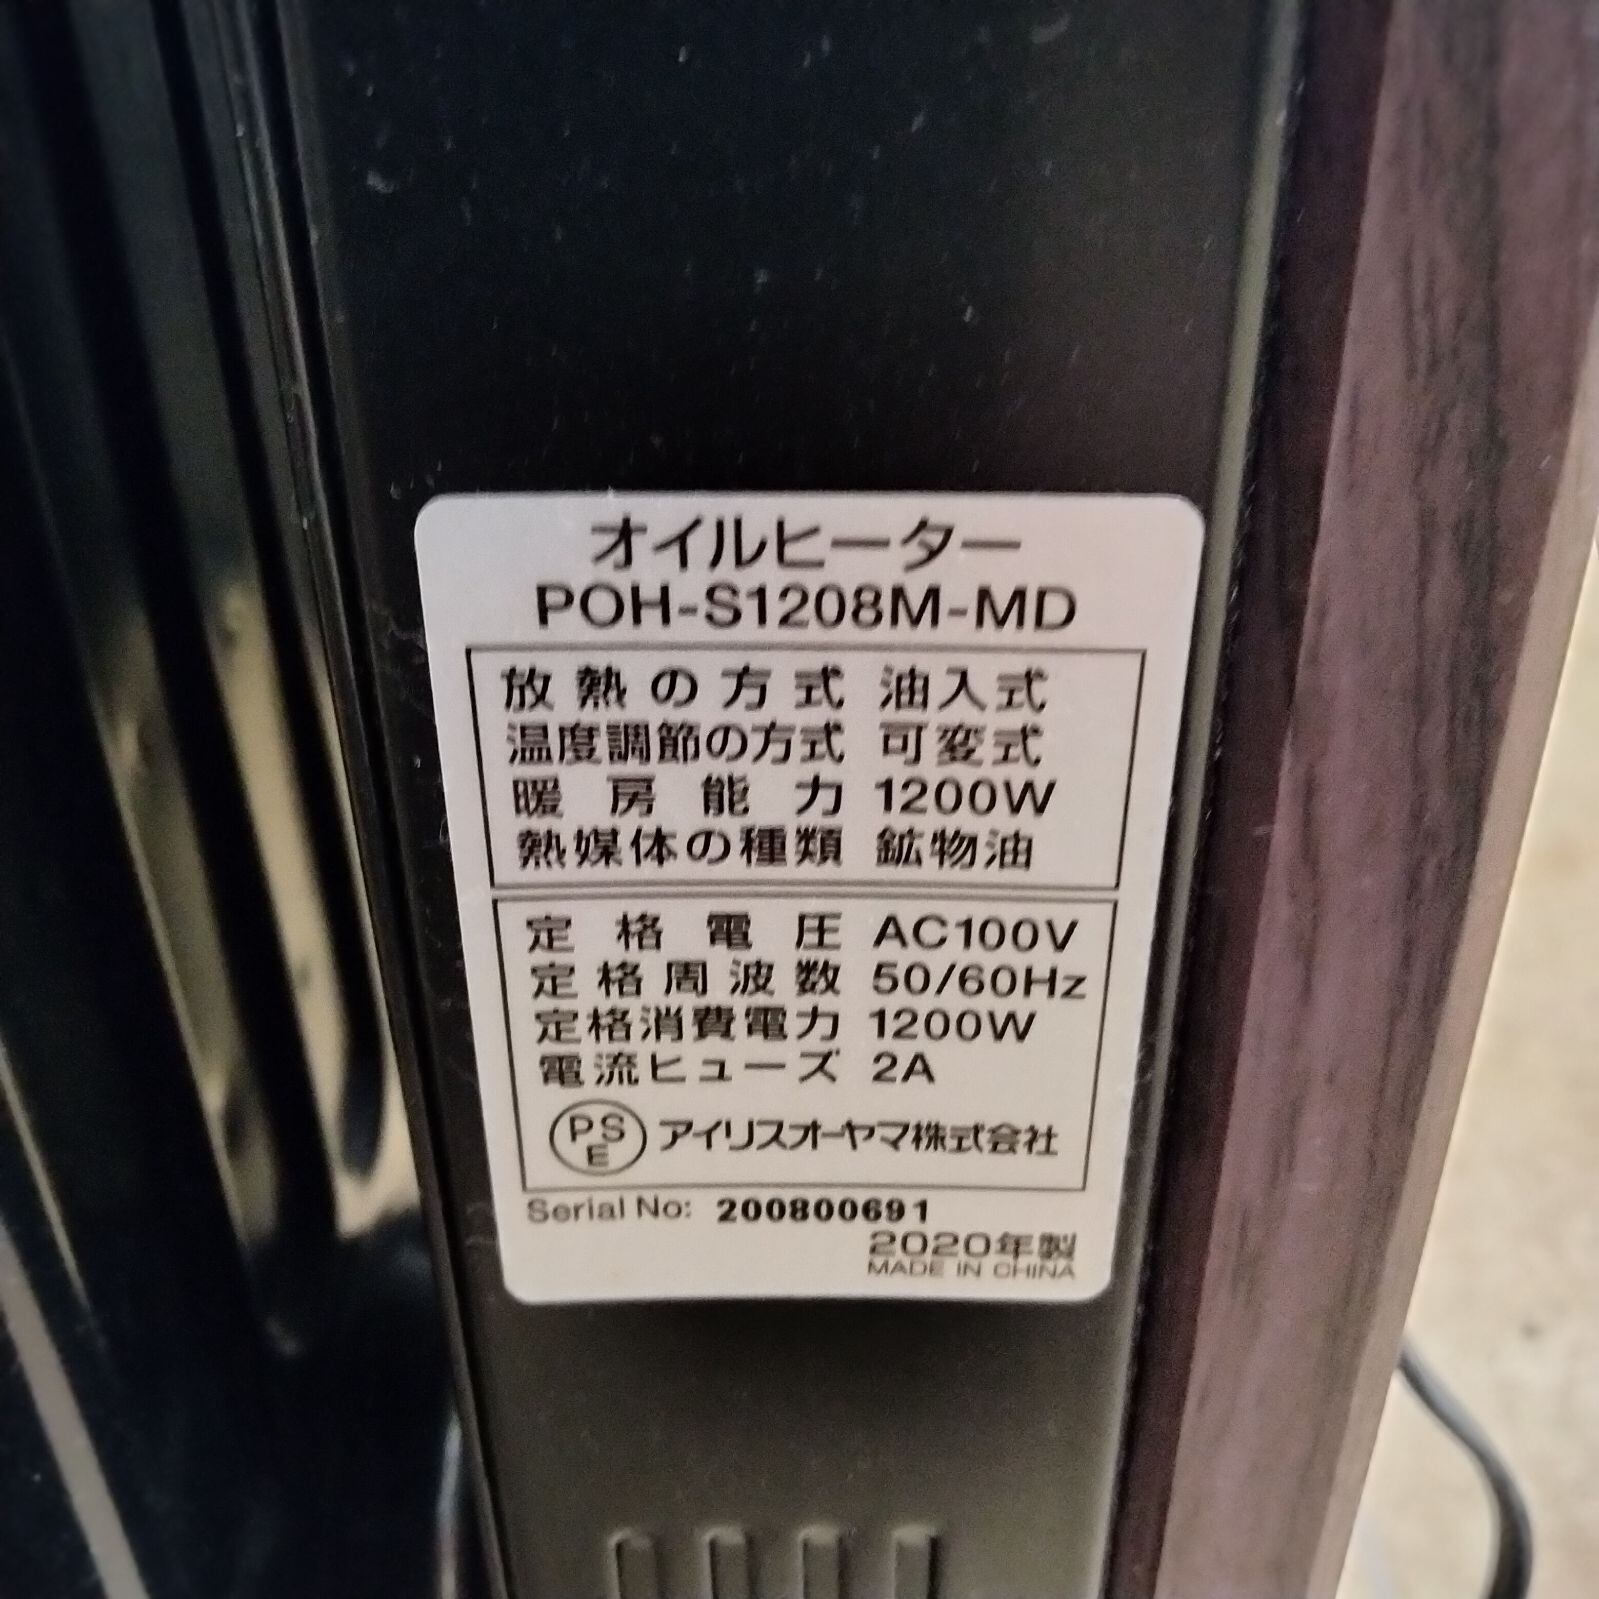 オイルヒーター
POH-S1208M-MD
放熱の方式 油入式
温度調節の方式 可変式
暖房能力 1200W
熱媒体の種類 鉱物油
定格電圧 AC100V
定格周波数 50/60Hz
定格消費電力 1200W
電流ヒューズ 2A
PSE アイリスオーヤマ株式会社
Serial No: 200800691
2020年製
MADE IN CHINA